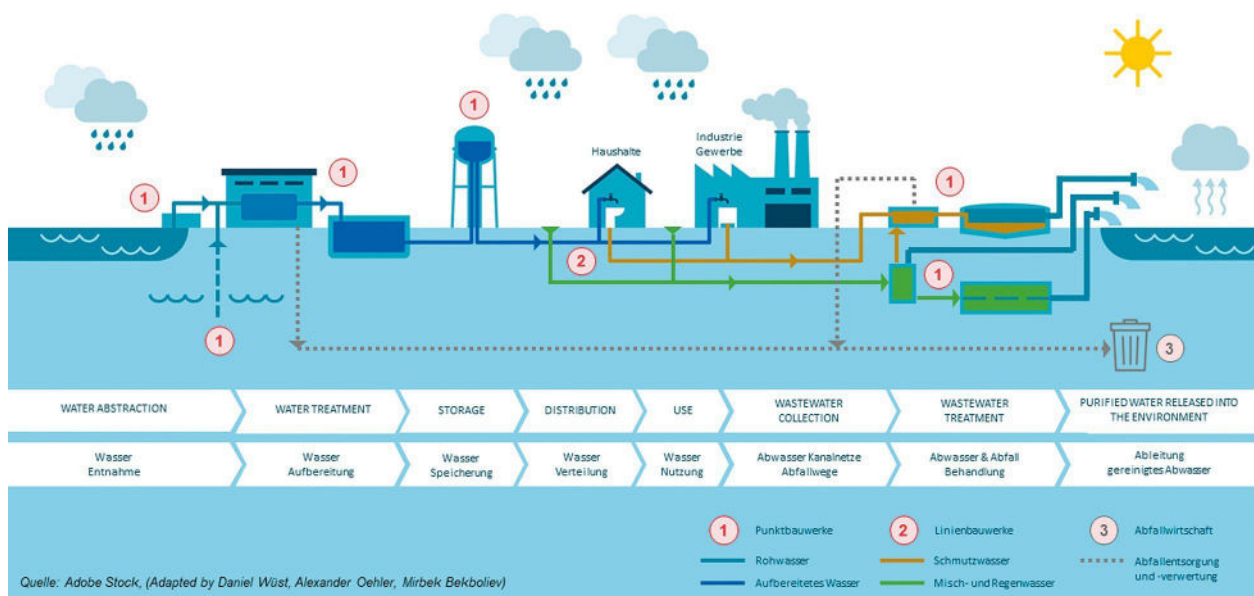 1
1
1
Haushalte
Industrie
Gewerbe
1
2
1
1
3
WATER ABSTRACTION
WATER TREATMENT
STORAGE
DISTRIBUTION
USE
WASTEWATER
COLLECTION
WASTEWATER
TREATMENT
PURIFIED WATER RELEASED INTO
THE ENVIRONMENT
Wasser
Entnahme
Wasser
Aufbereitung
Wasser
Speicherung
Wasser
Verteilung
Wasser
Nutzung
Abwasser Kanalnetze
Abfallwege
Abwasser & Abfall
Behandlung
Ableitung
gereinigtes Abwasser
1 Punktbauwerke
2 Linienbauwerke
3 Abfallwirtschaft
Rohwasser
Schmutzwasser
Abfallentsorgung
und -verwertung
Aufbereitetes Wasser
Misch- und Regenwasser
Quelle: Adobe Stock, (Adapted by Daniel Wüst, Alexander Oehler, Mirbek Bekboliev)